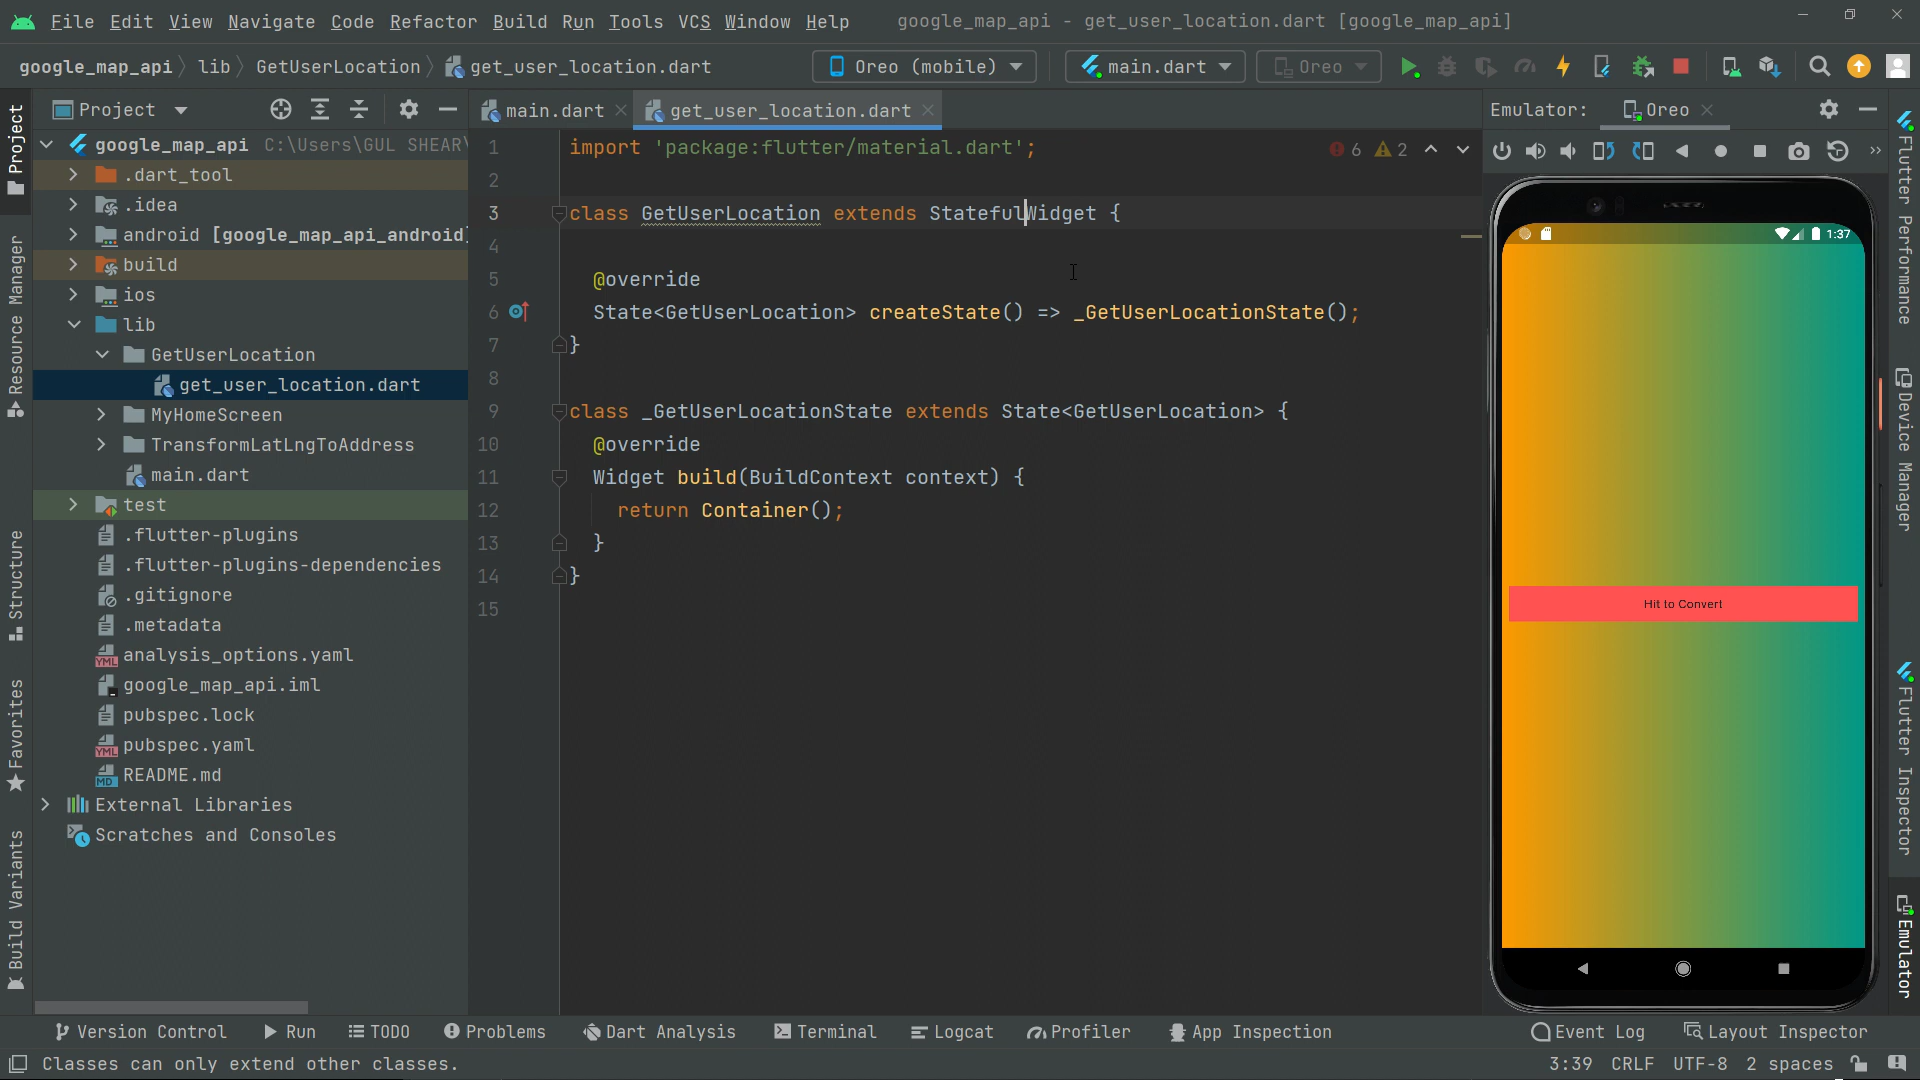 File Edit View Navigate Code Refactor Build Run Tools VCS Window Help google_map_api - get_user_location.dart [google_map_api]
google_map_api lib GetUserLocation get_user_location.dart Oreo (mobile) main.dart Oreo
Project main.dart get_user_location.dart Emulator: Oreo
google_map_api C:\Users\GUL SHEAR\
.dart_tool
.idea
android [google_map_api_android]
build
ios
lib
GetUserLocation
get_user_location.dart
MyHomeScreen
TransformLatLngToAddress
main.dart
test
.flutter-plugins
.flutter-plugins-dependencies
.gitignore
.metadata
analysis_options.yaml
google_map_api.iml
pubspec.lock
pubspec.yaml
README.md
External Libraries
Scratches and Consoles
1 import 'package:flutter/material.dart'; 6 2
2
3 class GetUserLocation extends StatefulWidget {
4
5 @override
6 State<GetUserLocation> createState() => _GetUserLocationState();
7 }
8
9 class _GetUserLocationState extends State<GetUserLocation> {
10 @override
11 Widget build(BuildContext context) {
12 return Container();
13 }
14 }
15
1:37
Hit to Convert
Project
Resource Manager
Structure
Favorites
Build Variants
Flutter Performance
Device Manager
Flutter Inspector
Emulator
Version Control Run TODO Problems Dart Analysis Terminal Logcat Profiler App Inspection Event Log Layout Inspector
Classes can only extend other classes. 3:39 CRLF UTF-8 2 spaces